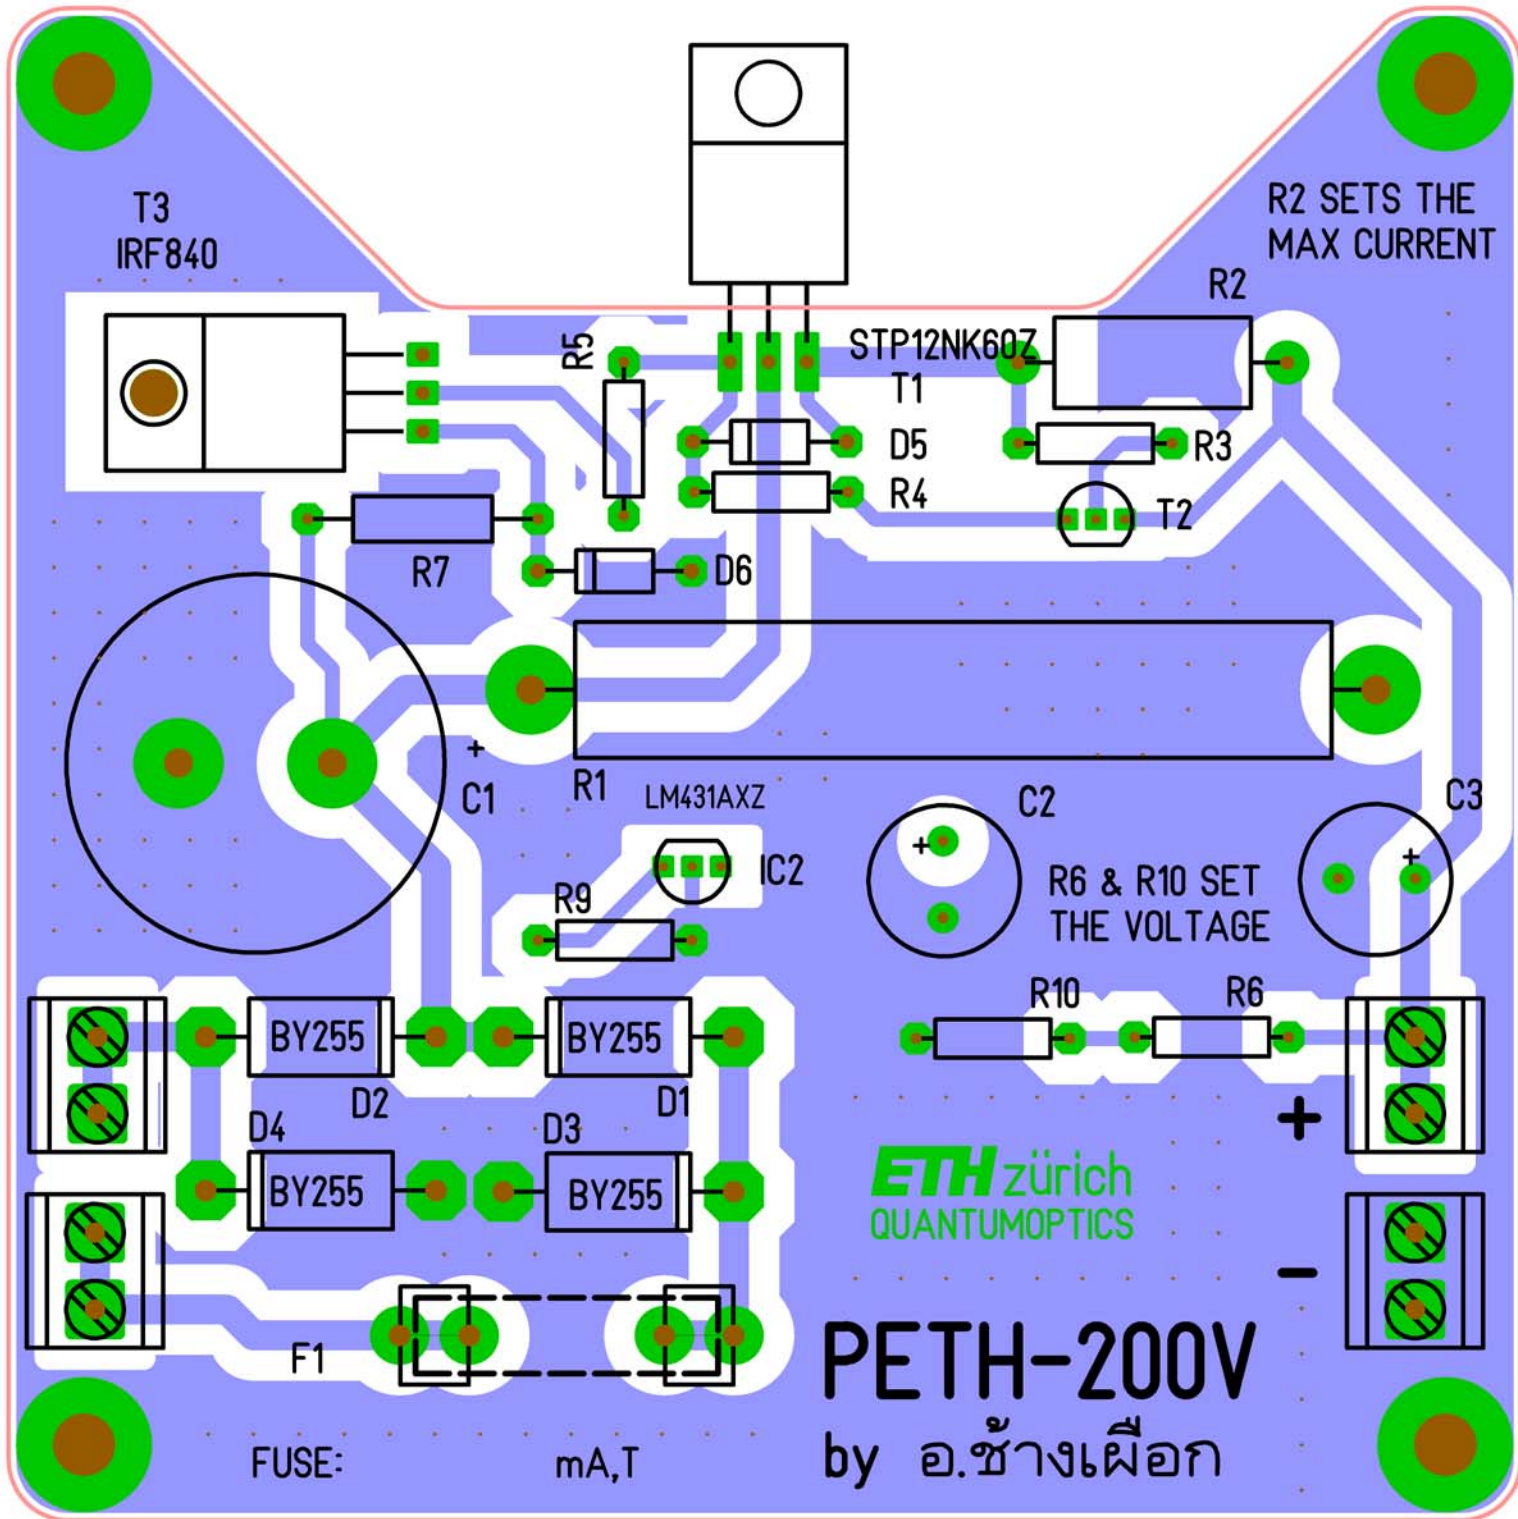 T3
IRF840
R2 SETS THE
MAX CURRENT
R2
R5
STP12NK60Z
T1
D5
R3
R4
T2
R7
D6
+
C1
R1
LM431AXZ
C2
C3
+
+
IC2
R9
R6 & R10 SET
THE VOLTAGE
R10
R6
BY255
BY255
D2
D1
D4
D3
+
BY255
BY255
ETH zürich
QUANTUMOPTICS
-
F1
PETH-200V
by อ.ช้างเผือก
FUSE: mA,T